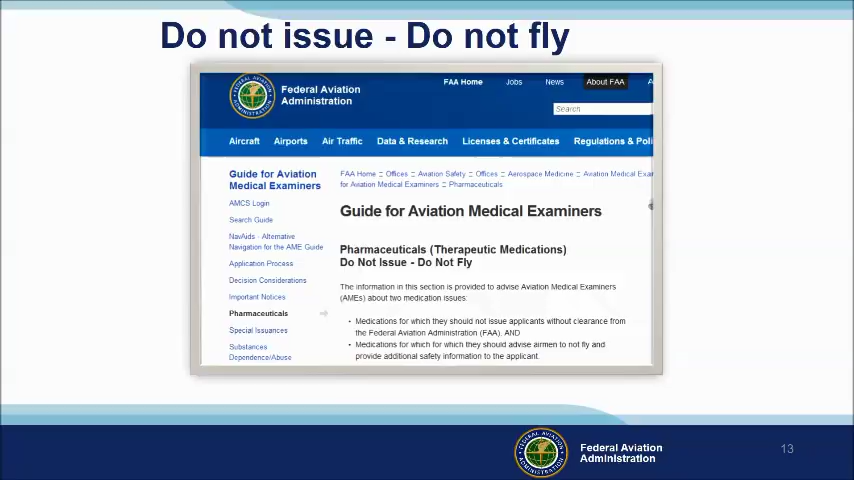 Do not issue - Do not fly
Federal Aviation
Administration
FAA Home Jobs News About FAA A
Search
Aircraft Airports Air Traffic Data & Research Licenses & Certificates Regulations & Poli
Guide for Aviation
Medical Examiners
AMCS Login
Search Guide
NavAids - Alternative
Navigation for the AME Guide
Application Process
Decision Considerations
Important Notices
Pharmaceuticals
Special Issuances
Substances
Dependence/Abuse
FAA Home :: Offices :: Aviation Safety :: Offices :: Aerospace Medicine :: Aviation Medical Exam
for Aviation Medical Examiners :: Pharmaceuticals
Guide for Aviation Medical Examiners
Pharmaceuticals (Therapeutic Medications)
Do Not Issue - Do Not Fly
The information in this section is provided to advise Aviation Medical Examiners
(AMEs) about two medication issues:
• Medications for which they should not issue applicants without clearance from
the Federal Aviation Administration (FAA), AND
• Medications for which for which they should advise airmen to not fly and
provide additional safety information to the applicant.
Federal Aviation
Administration
13